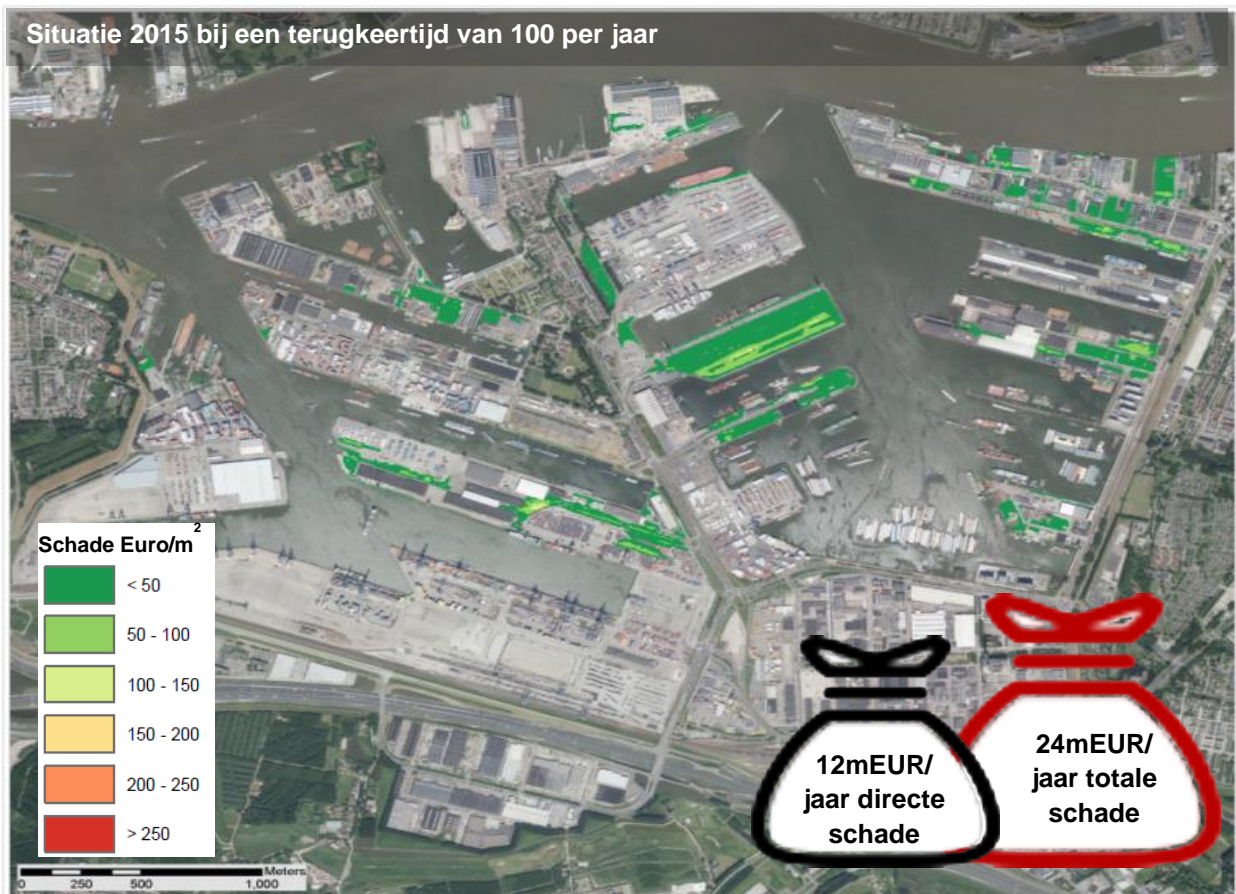 Situatie 2015 bij een terugkeertijd van 100 per jaar
Schade Euro/m²
< 50
50 - 100
100 - 150
150 - 200
200 - 250
> 250
Meters
0 250 500 1,000
12mEUR/
jaar directe
schade
24mEUR/
jaar totale
schade